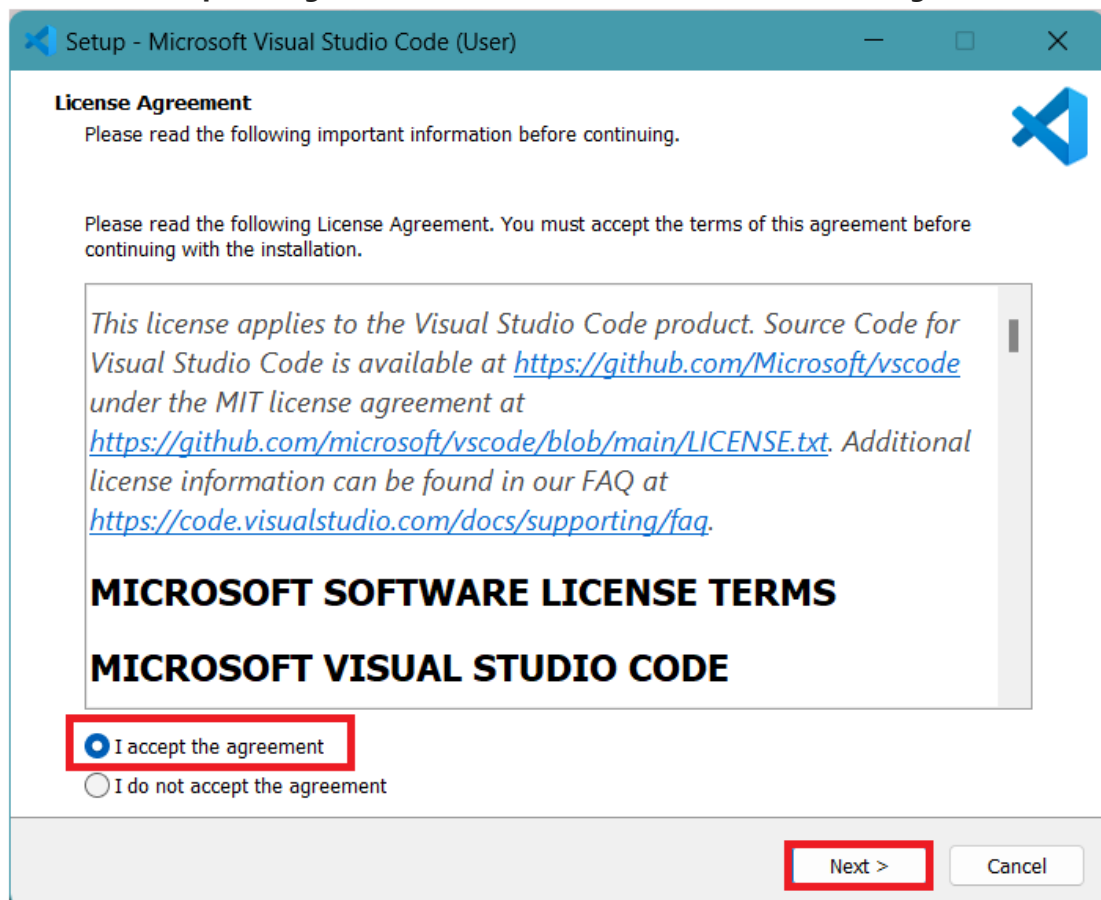 Setup - Microsoft Visual Studio Code (User)
License Agreement
Please read the following important information before continuing.
Please read the following License Agreement. You must accept the terms of this agreement before
continuing with the installation.
This license applies to the Visual Studio Code product. Source Code for
Visual Studio Code is available at https://github.com/Microsoft/vscode
under the MIT license agreement at
https://github.com/microsoft/vscode/blob/main/LICENSE.txt. Additional
license information can be found in our FAQ at
https://code.visualstudio.com/docs/supporting/faq.
MICROSOFT SOFTWARE LICENSE TERMS
MICROSOFT VISUAL STUDIO CODE
I accept the agreement
I do not accept the agreement
Next >
Cancel